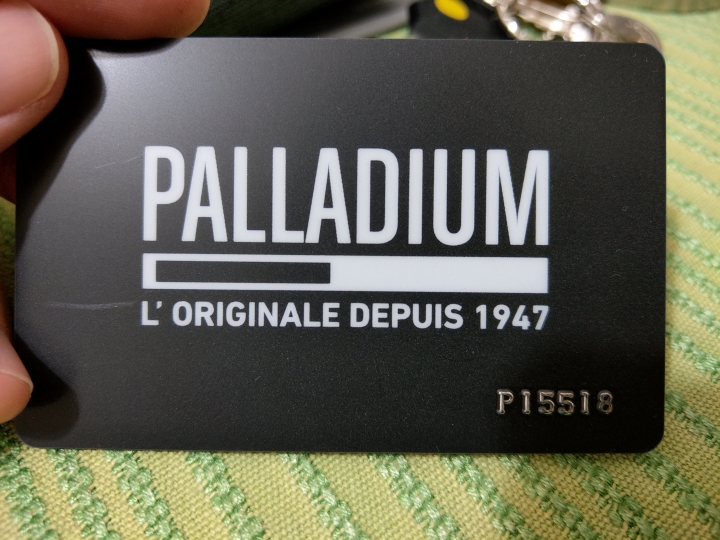 PALLADIUM
L' ORIGINALE DEPUIS 1947
P15518